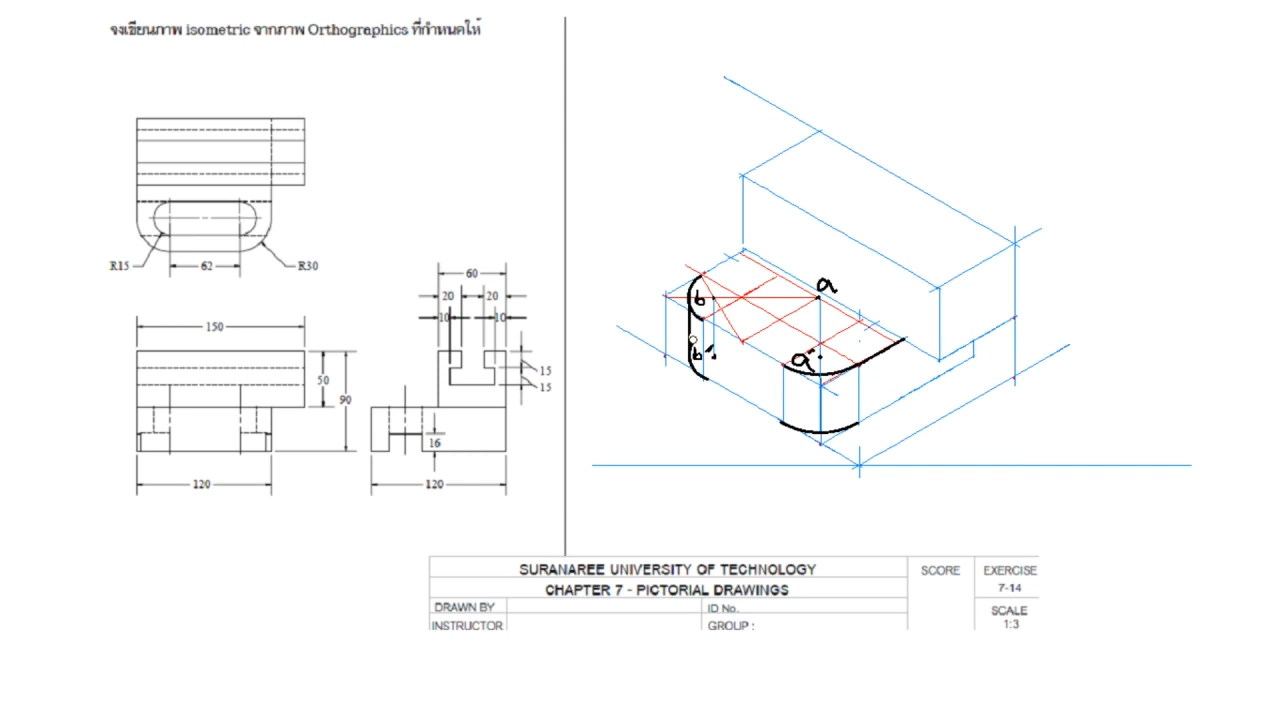 จงเขียนภาพ isometric จากภาพ Orthographics ที่กำหนดให้
R15
62
R30
150
50
90
120
60
20
20
10
10
15
15
16
120
a
b
b'
a'
SURANAREE UNIVERSITY OF TECHNOLOGY
SCORE
EXERCISE
CHAPTER 7 - PICTORIAL DRAWINGS
7-14
DRAWN BY
ID No.
SCALE
INSTRUCTOR
GROUP :
1:3